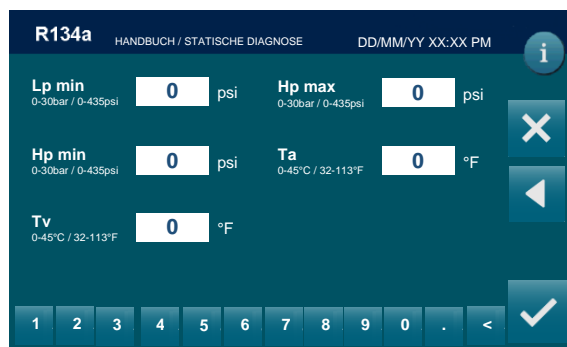 R134a HANDBUCH / STATISCHE DIAGNOSE DD/MM/YY XX:XX PM
i
Lp min 0 psi Hp max 0 psi
0-30bar / 0-435psi 0-30bar / 0-435psi
Hp min 0 psi Ta 0 °F
0-30bar / 0-435psi 0-45°C / 32-113°F
Tv 0 °F
0-45°C / 32-113°F
1 2 3 4 5 6 7 8 9 0 . <